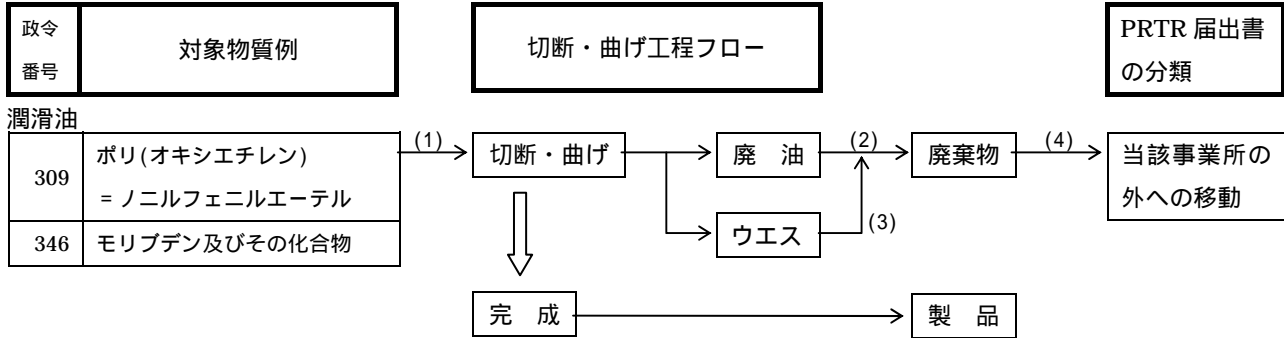 政令
番号
対象物質例
切断・曲げ工程フロー
PRTR 届出書
の分類
潤滑油
309
ポリ(オキシエチレン)
=ノニルフェニルエーテル
346
モリブデン及びその化合物
(1)
切断・曲げ
廃　油
(2)
廃棄物
(4)
当該事業所の
外への移動
ウエス
(3)
完　成
製　品